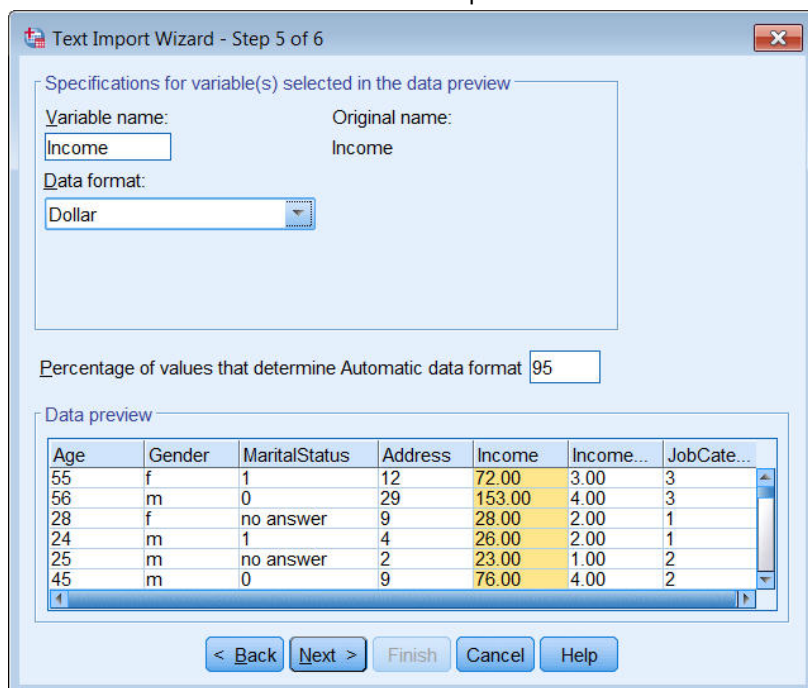 Text Import Wizard - Step 5 of 6
Specifications for variable(s) selected in the data preview
Variable name: Original name:
Income Income
Data format:
Dollar
Percentage of values that determine Automatic data format 95
Data preview
Age Gender MaritalStatus Address Income Income... JobCate...
55 f 1 12 72.00 3.00 3
56 m 0 29 153.00 4.00 3
28 f no answer 9 28.00 2.00 1
24 m 1 4 26.00 2.00 1
25 m no answer 2 23.00 1.00 2
45 m 0 9 76.00 4.00 2
< Back Next > Finish Cancel Help